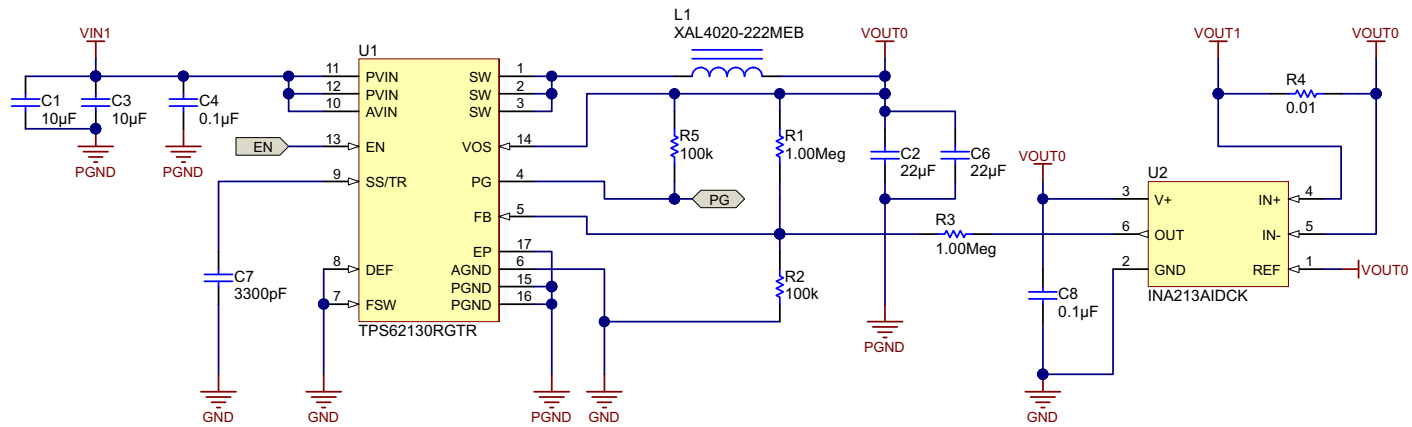 VIN1
C1
10µF
C3
10µF
C4
0.1µF
PGND
PGND
EN
C7
3300pF
GND
GND
U1
11 PVIN SW 1
12 PVIN SW 2
10 AVIN SW 3
13 EN VOS 14
9 SS/TR PG 4
FB 5
EP 17
8 DEF AGND 6
PGND 15
7 FSW PGND 16
TPS62130RGTR
PGND
GND
L1
XAL4020-222MEB
R5
100k
PG
R1
1.00Meg
R2
100k
VOUT0
C2
22µF
C6
22µF
PGND
R3
1.00Meg
VOUT0
C8
0.1µF
GND
VOUT1
VOUT0
R4
0.01
U2
3 V+ IN+ 4
6 OUT IN- 5
2 GND REF 1
INA213AIDCK
VOUT0